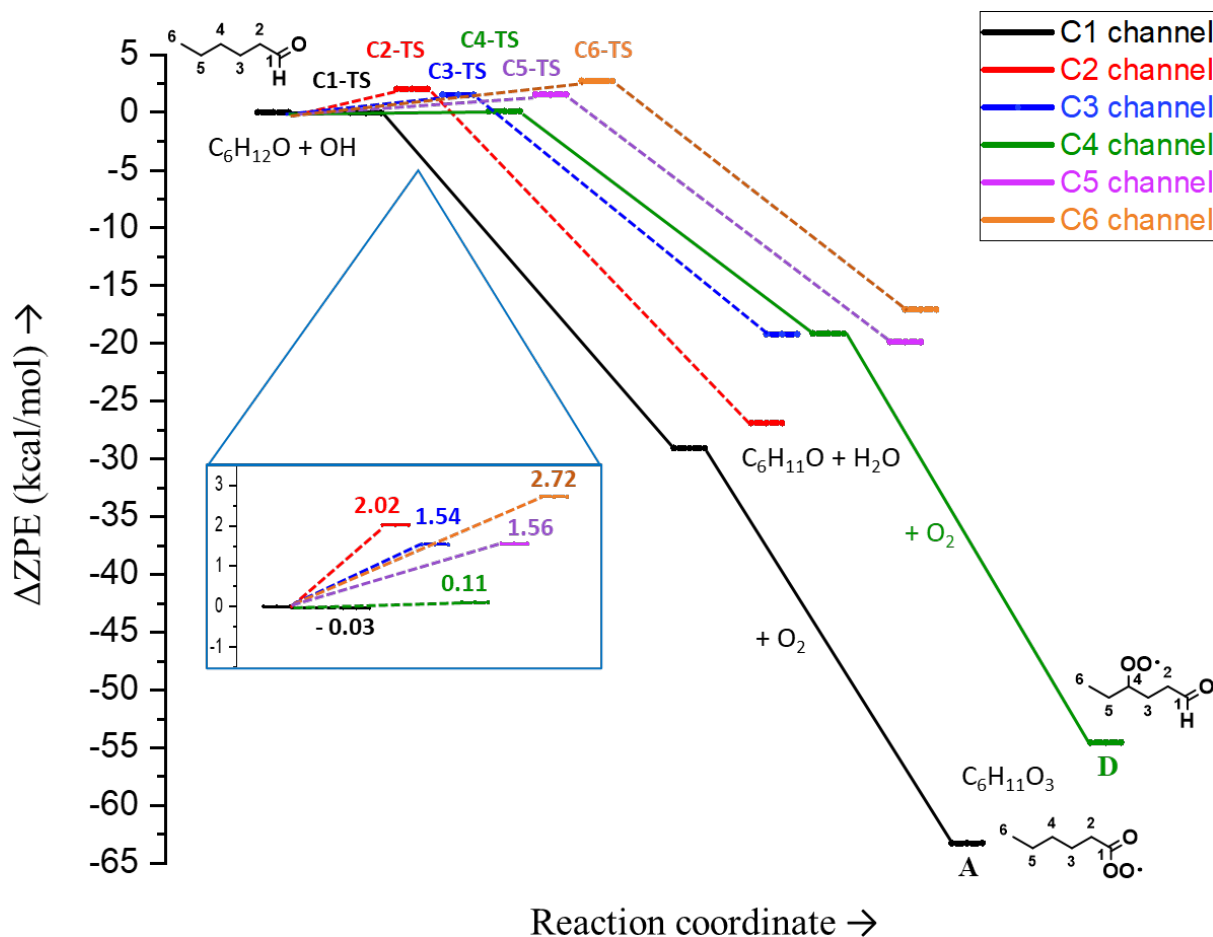 C1 channel
C2 channel
C3 channel
C4 channel
C5 channel
C6 channel
6 4 2 O
5 3 1 H
C1-TS
C2-TS
C3-TS
C4-TS
C5-TS
C6-TS
C₆H₁₂O + OH
5
0
-5
-10
-15
-20
-25
-30
-35
-40
-45
-50
-55
-60
-65
ΔZPE (kcal/mol) →
3
2
1
0
-1
2.02
1.54
2.72
1.56
0.11
- 0.03
C₆H₁₁O + H₂O
+ O₂
+ O₂
OO·
6 4 2 O
5 3 1 H
D
C₆H₁₁O₃
6 4 2 O
5 3 1
OO·
A
Reaction coordinate →